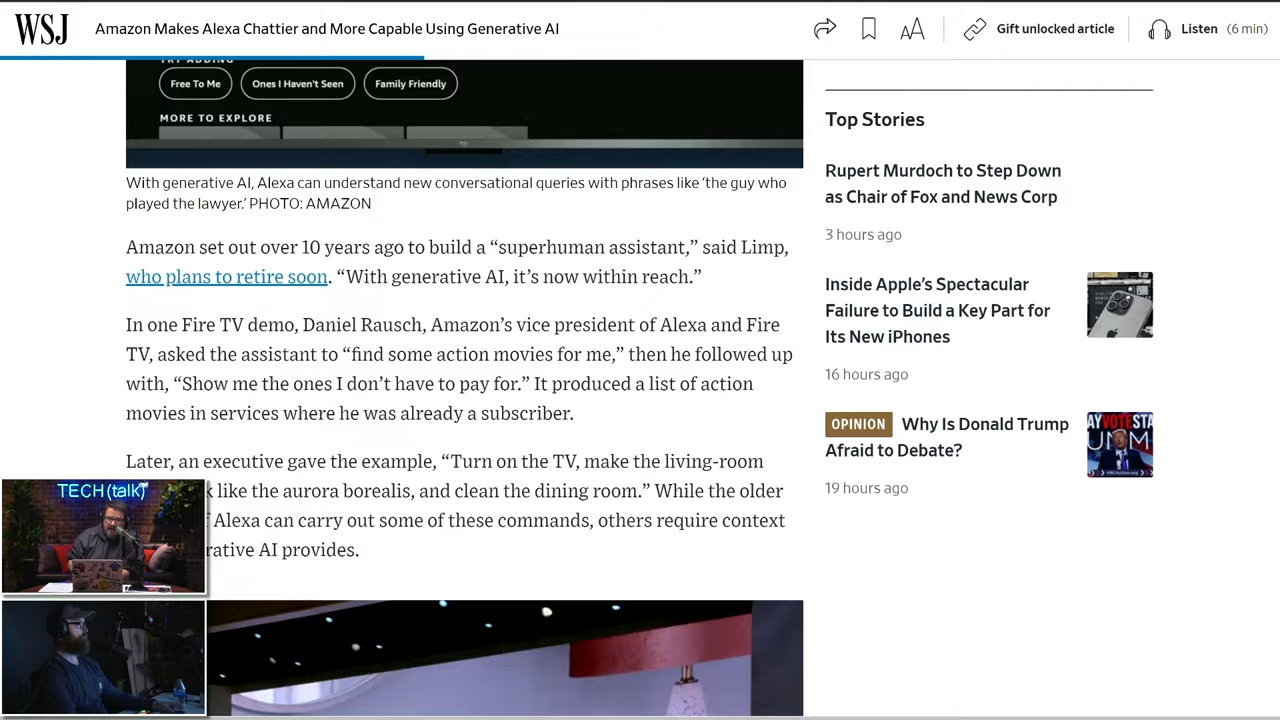 WSJ
Amazon Makes Alexa Chattier and More Capable Using Generative AI
AA
Gift unlocked article
Listen (6 min)
TRY ADDING
Free To Me
Ones I Haven't Seen
Family Friendly
MORE TO EXPLORE
With generative AI, Alexa can understand new conversational queries with phrases like ‘the guy who
played the lawyer.’ PHOTO: AMAZON
Amazon set out over 10 years ago to build a “superhuman assistant,” said Limp,
who plans to retire soon. “With generative AI, it’s now within reach.”
In one Fire TV demo, Daniel Rausch, Amazon’s vice president of Alexa and Fire
TV, asked the assistant to “find some action movies for me,” then he followed up
with, “Show me the ones I don’t have to pay for.” It produced a list of action
movies in services where he was already a subscriber.
Later, an executive gave the example, “Turn on the TV, make the living-room
like the aurora borealis, and clean the dining room.” While the older
Alexa can carry out some of these commands, others require context
rative AI provides.
TECH(talk)
Top Stories
Rupert Murdoch to Step Down
as Chair of Fox and News Corp
3 hours ago
Inside Apple’s Spectacular
Failure to Build a Key Part for
Its New iPhones
16 hours ago
OPINION Why Is Donald Trump
Afraid to Debate?
19 hours ago